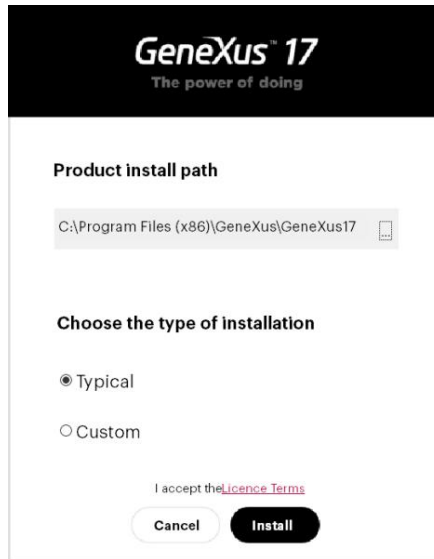 GeneXus™ 17
The power of doing
Product install path
C:\Program Files (x86)\GeneXus\GeneXus17 ...
Choose the type of installation
Typical
Custom
I accept theLicence Terms
Cancel Install